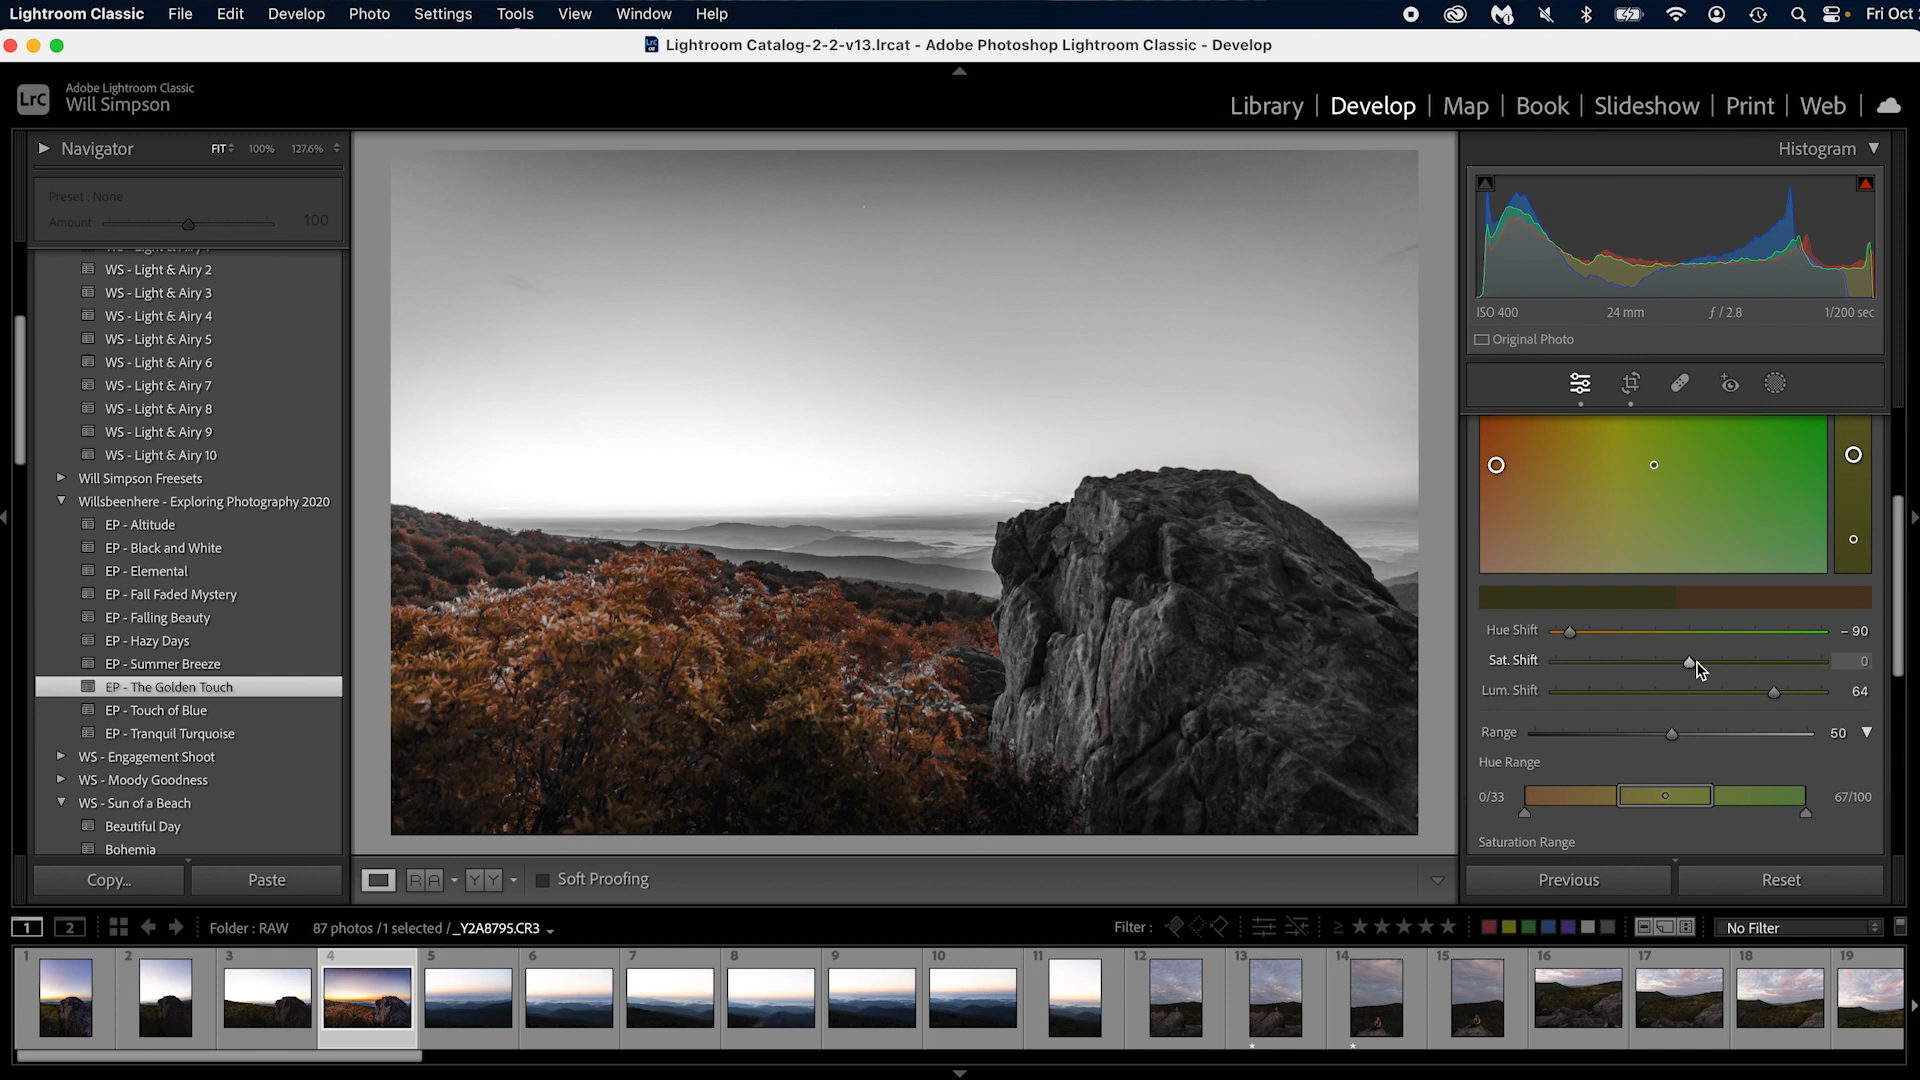 Lightroom Classic File Edit Develop Photo Settings Tools View Window Help Fri Oct
Lightroom Catalog-2-2-v13.lrcat - Adobe Photoshop Lightroom Classic - Develop
LrC
Adobe Lightroom Classic
Will Simpson
Library | Develop | Map | Book | Slideshow | Print | Web
Navigator FIT 100% 127.6%
Histogram
Preset : None
Amount 100
WS - Light & Airy 2
WS - Light & Airy 3
WS - Light & Airy 4
WS - Light & Airy 5
WS - Light & Airy 6
WS - Light & Airy 7
WS - Light & Airy 8
WS - Light & Airy 9
WS - Light & Airy 10
Will Simpson Freesets
Willsbeenhere - Exploring Photography 2020
EP - Altitude
EP - Black and White
EP - Elemental
EP - Fall Faded Mystery
EP - Falling Beauty
EP - Hazy Days
EP - Summer Breeze
EP - The Golden Touch
EP - Touch of Blue
EP - Tranquil Turquoise
WS - Engagement Shoot
WS - Moody Goodness
WS - Sun of a Beach
Beautiful Day
Bohemia
Copy... Paste
ISO 400 24 mm ƒ / 2.8 1/200 sec
Original Photo
Hue Shift - 90
Sat. Shift 0
Lum. Shift 64
Range 50
Hue Range
0/33 67/100
Saturation Range
Previous Reset
R A Y Y Soft Proofing
1 2 Folder : RAW 87 photos /1 selected / _Y2A8795.CR3 Filter : ≥ No Filter
1 2 3 4 5 6 7 8 9 10 11 12 13 14 15 16 17 18 19